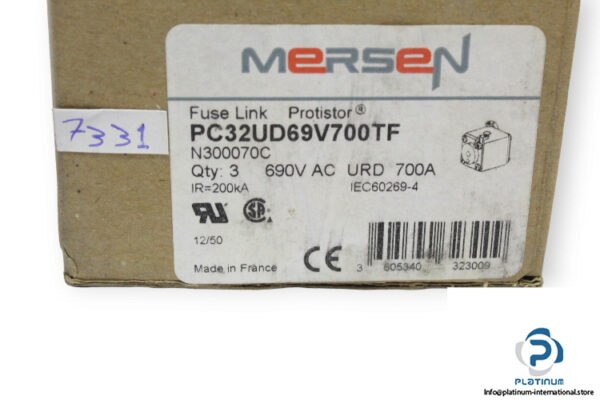 MERSEN
7331
Fuse Link Protistor®
PC32UD69V700TF
N300070C
Qty: 3 690V AC URD 700A
IR=200kA IEC60269-4
12/50
Made in France
CE
3 605340 323009
PLATINUM
Info@platinum-international.store